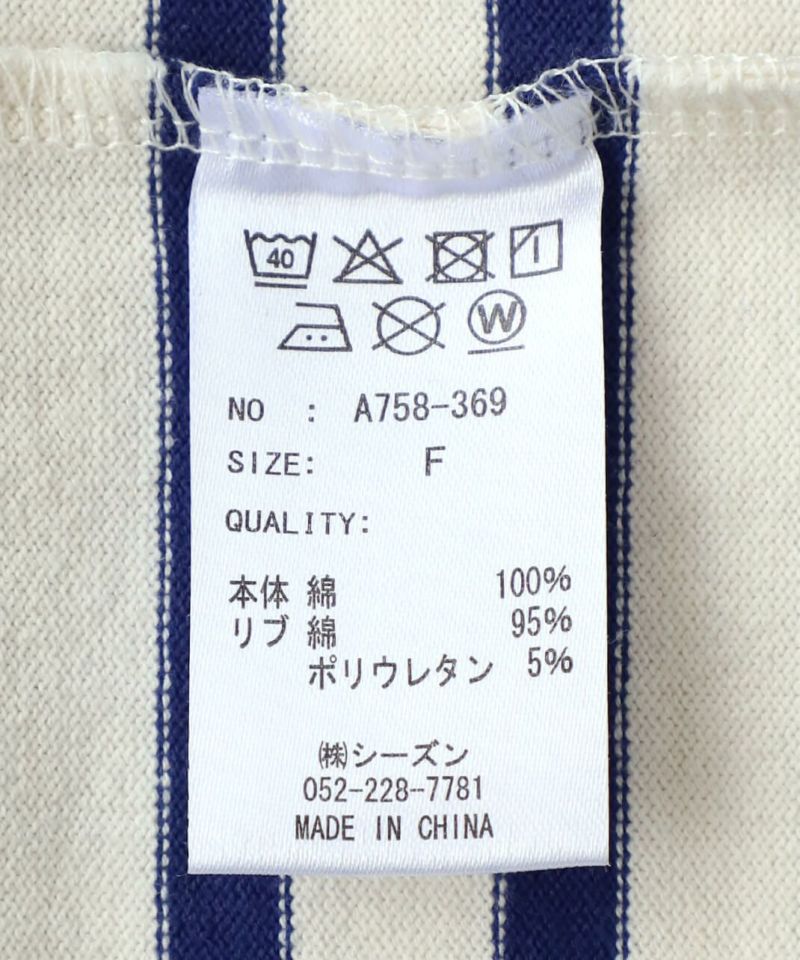 40
W
NO : A758-369
SIZE: F
QUALITY:
本体 綿 100%
リブ 綿 95%
ポリウレタン 5%
㈱シーズン
052-228-7781
MADE IN CHINA